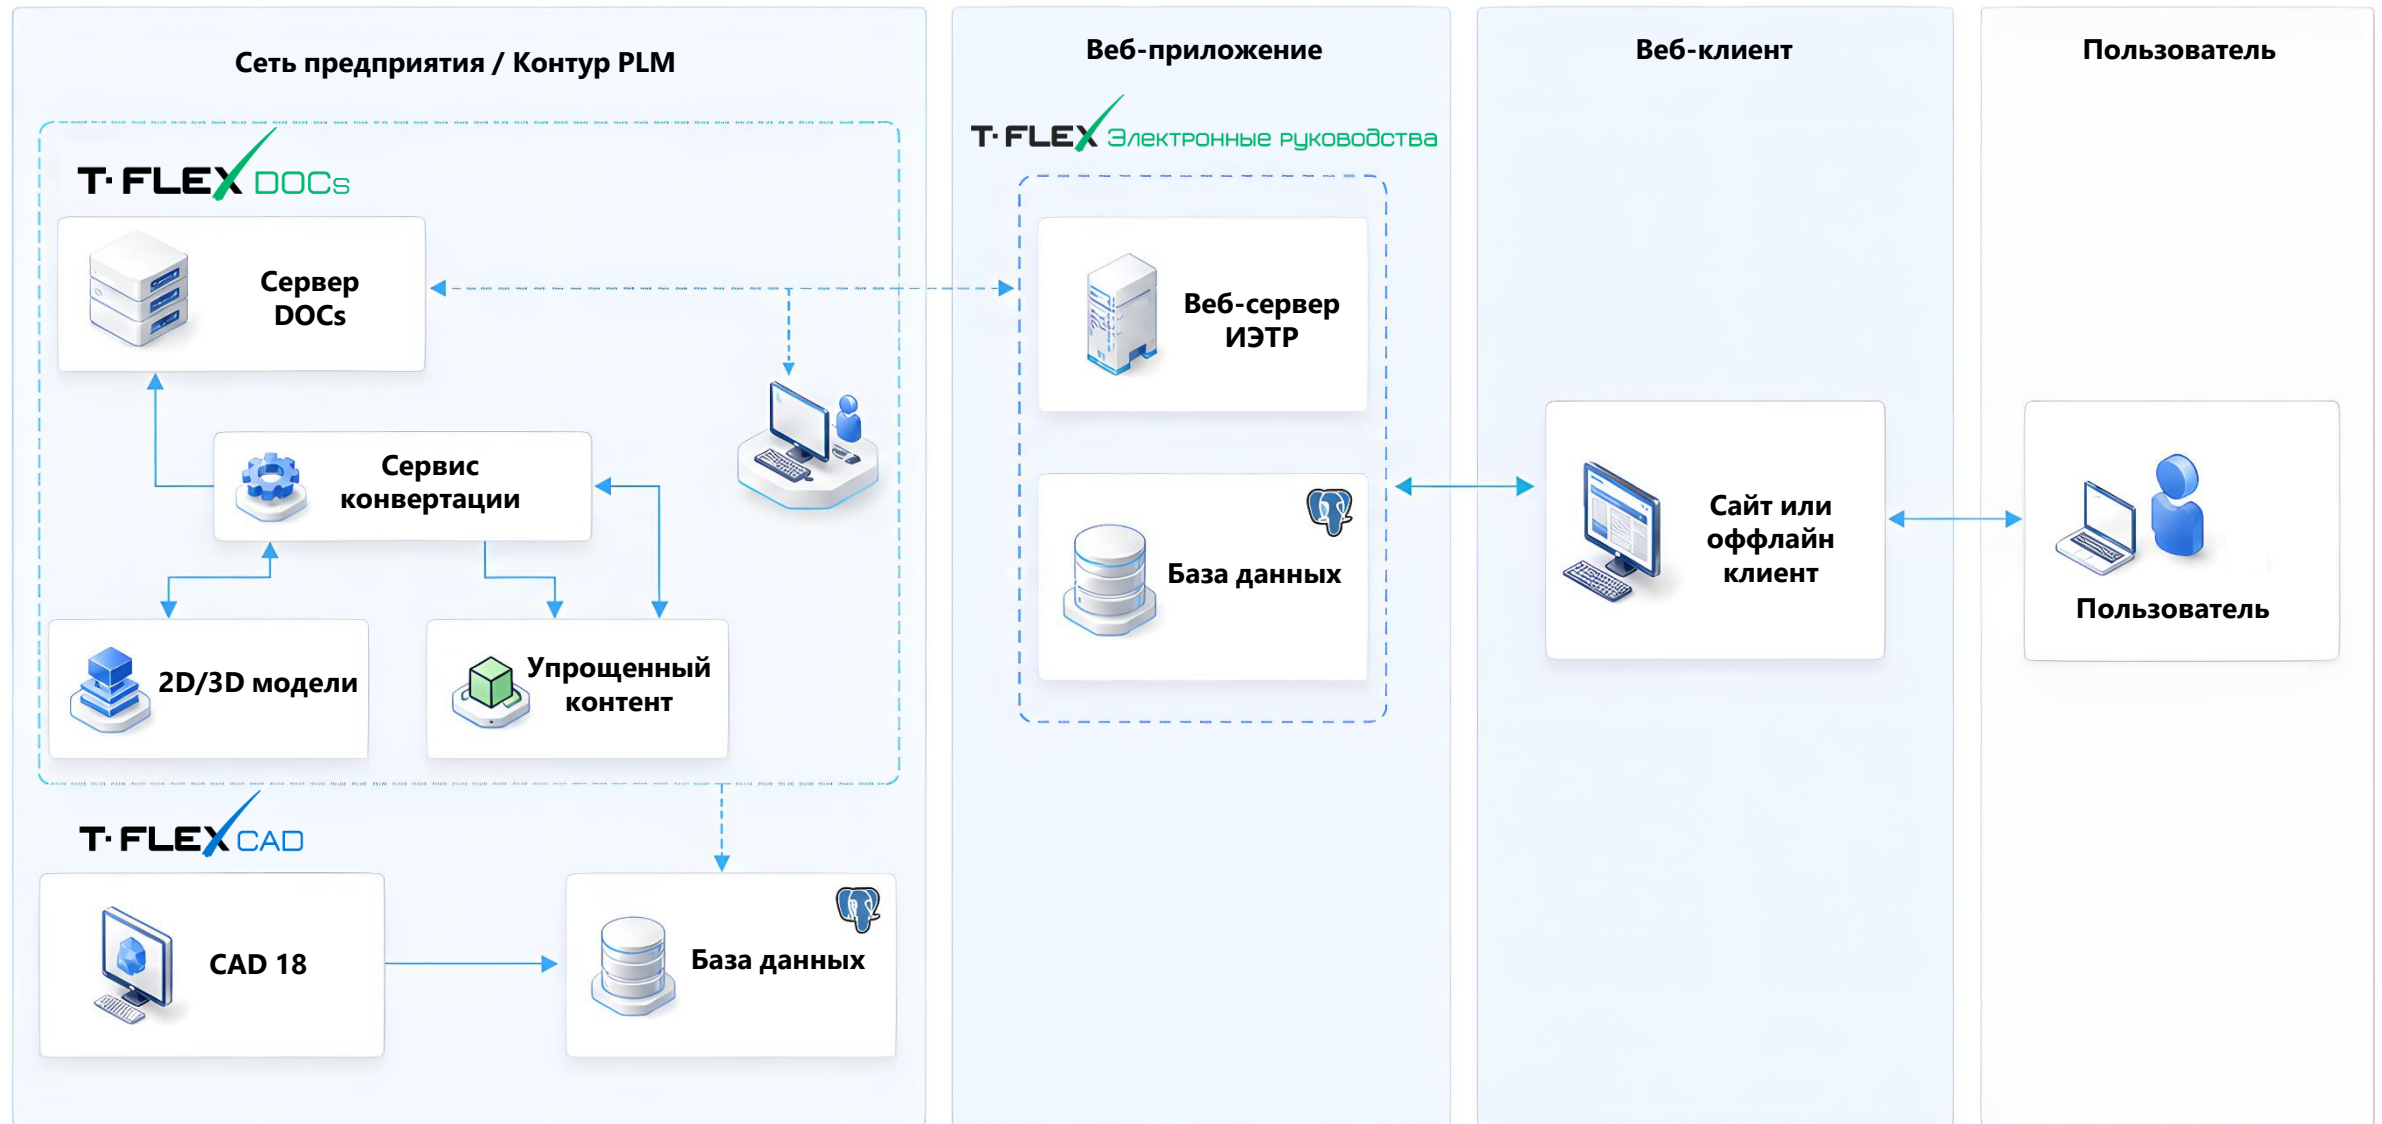 Сеть предприятия / Контур PLM
T-FLEX DOCs
Сервер
DOCs
Сервис
конвертации
2D/3D модели
Упрощенный
контент
T-FLEX CAD
CAD 18
База данных
Веб-приложение
T-FLEX Электронные руководства
Веб-сервер
ИЭТР
База данных
Веб-клиент
Сайт или
оффлайн
клиент
Пользователь
Пользователь